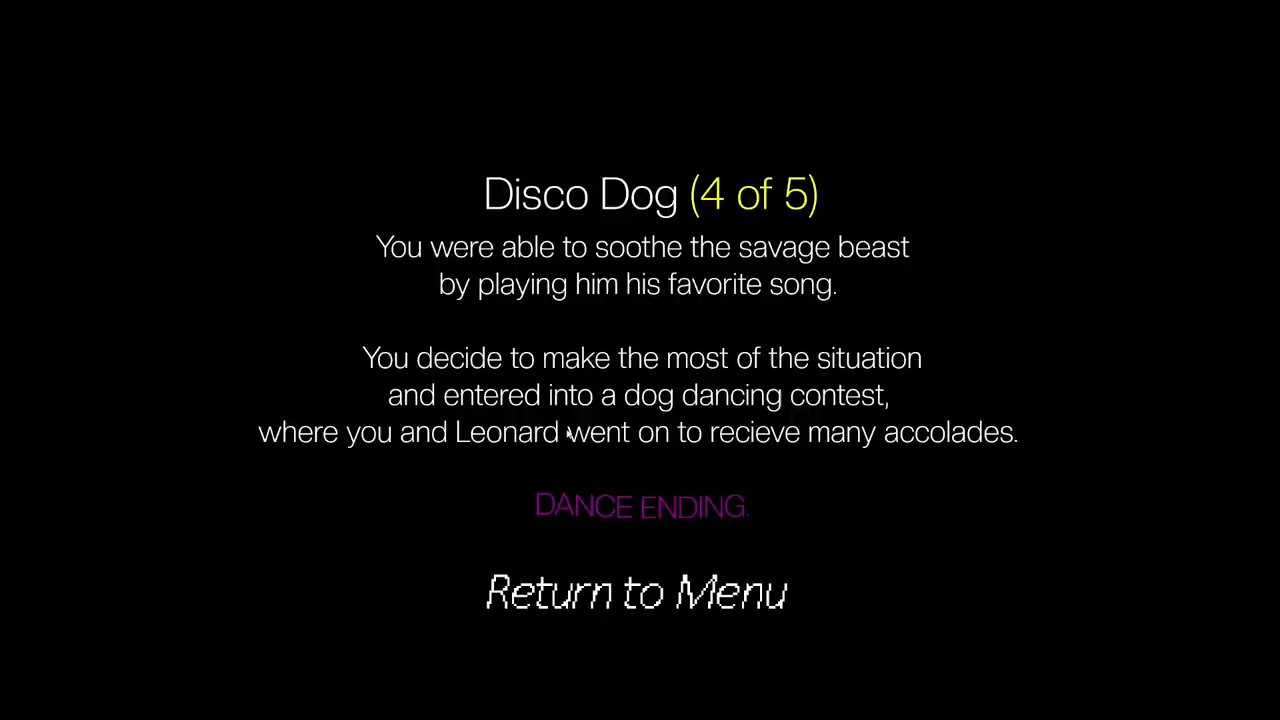 Disco Dog (4 of 5)
You were able to soothe the savage beast
by playing him his favorite song.
You decide to make the most of the situation
and entered into a dog dancing contest,
where you and Leonard went on to recieve many accolades.
DANCE ENDING.
Return to Menu